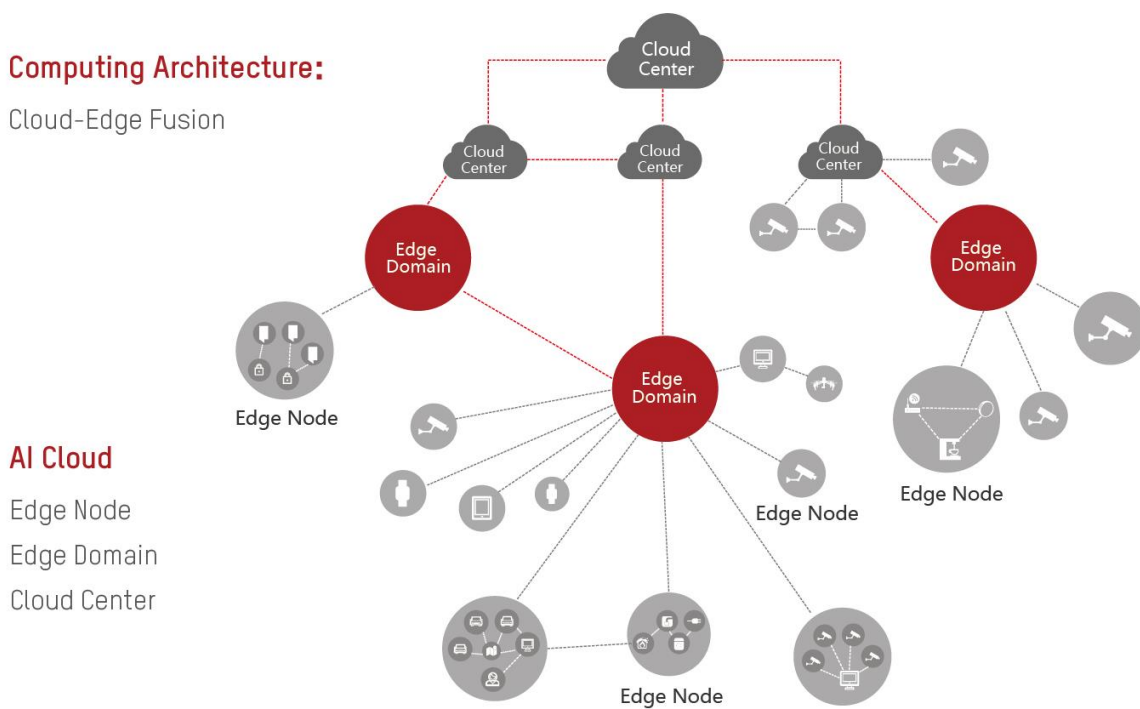 Computing Architecture:
Cloud-Edge Fusion
Cloud
Center
Cloud
Center
Cloud
Center
Cloud
Center
Edge
Domain
Edge
Domain
Edge Node
Edge
Domain
AI Cloud
Edge Node
Edge Domain
Cloud Center
Edge Node
Edge Node
Edge Node